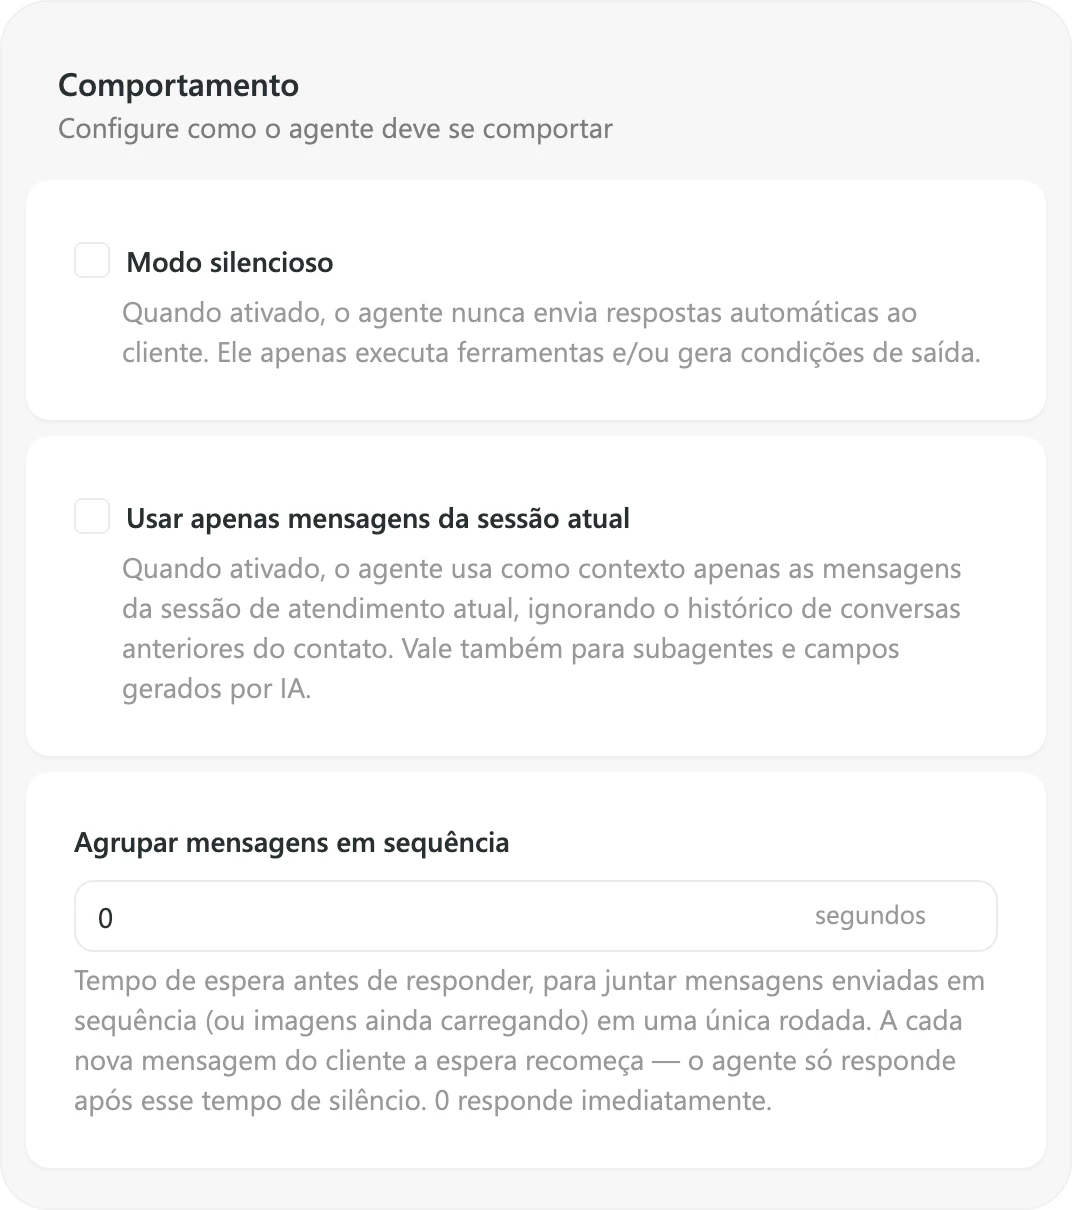 Comportamento
Configure como o agente deve se comportar
Modo silencioso
Quando ativado, o agente nunca envia respostas automáticas ao
cliente. Ele apenas executa ferramentas e/ou gera condições de saída.
Usar apenas mensagens da sessão atual
Quando ativado, o agente usa como contexto apenas as mensagens
da sessão de atendimento atual, ignorando o histórico de conversas
anteriores do contato. Vale também para subagentes e campos
gerados por IA.
Agrupar mensagens em sequência
0 segundos
Tempo de espera antes de responder, para juntar mensagens enviadas em
sequência (ou imagens ainda carregando) em uma única rodada. A cada
nova mensagem do cliente a espera recomeça — o agente só responde
após esse tempo de silêncio. 0 responde imediatamente.